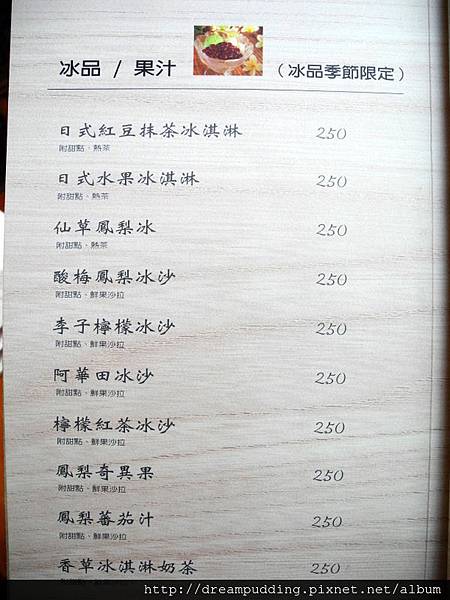 冰品 / 果汁 (冰品季節限定)
日式紅豆抹茶冰淇淋 250
附甜點、熱茶
日式水果冰淇淋 250
附甜點、熱茶
仙草鳳梨冰 250
附甜點、熱茶
酸梅鳳梨冰沙 250
附甜點、鮮果沙拉
李子檸檬冰沙 250
附甜點、鮮果沙拉
阿華田冰沙 250
附甜點、鮮果沙拉
檸檬紅茶冰沙 250
附甜點、鮮果沙拉
鳳梨奇異果 250
附甜點、鮮果沙拉
鳳梨蕃茄汁 250
附甜點、鮮果沙拉
香草冰淇淋奶茶 250
附甜點、鮮果沙拉
http://dreampudding.pixnet.net/album